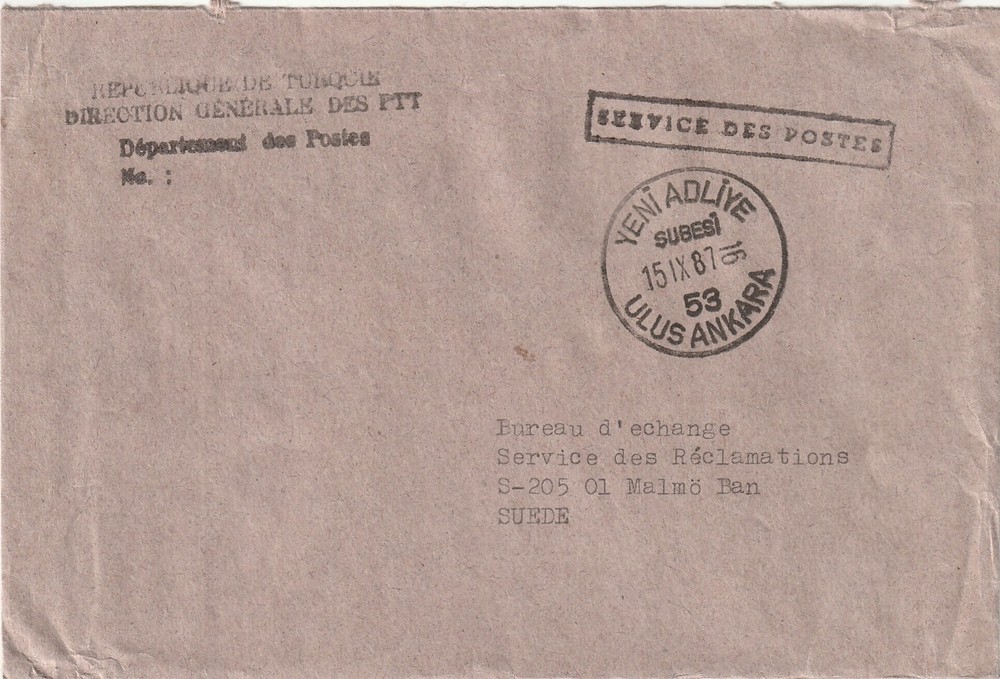 REPUBLIQUE DE TURQUIE
DIRECTION GÉNÉRALE DES PTT
Département des Postes
No. :
SERVICE DES POSTES
YENİ ADLİYE
SUBESİ
15 IX 87 16
53
ULUS ANKARA
Bureau d'echange
Service des Réclamations
S-205 01 Malmö Ban
SUEDE